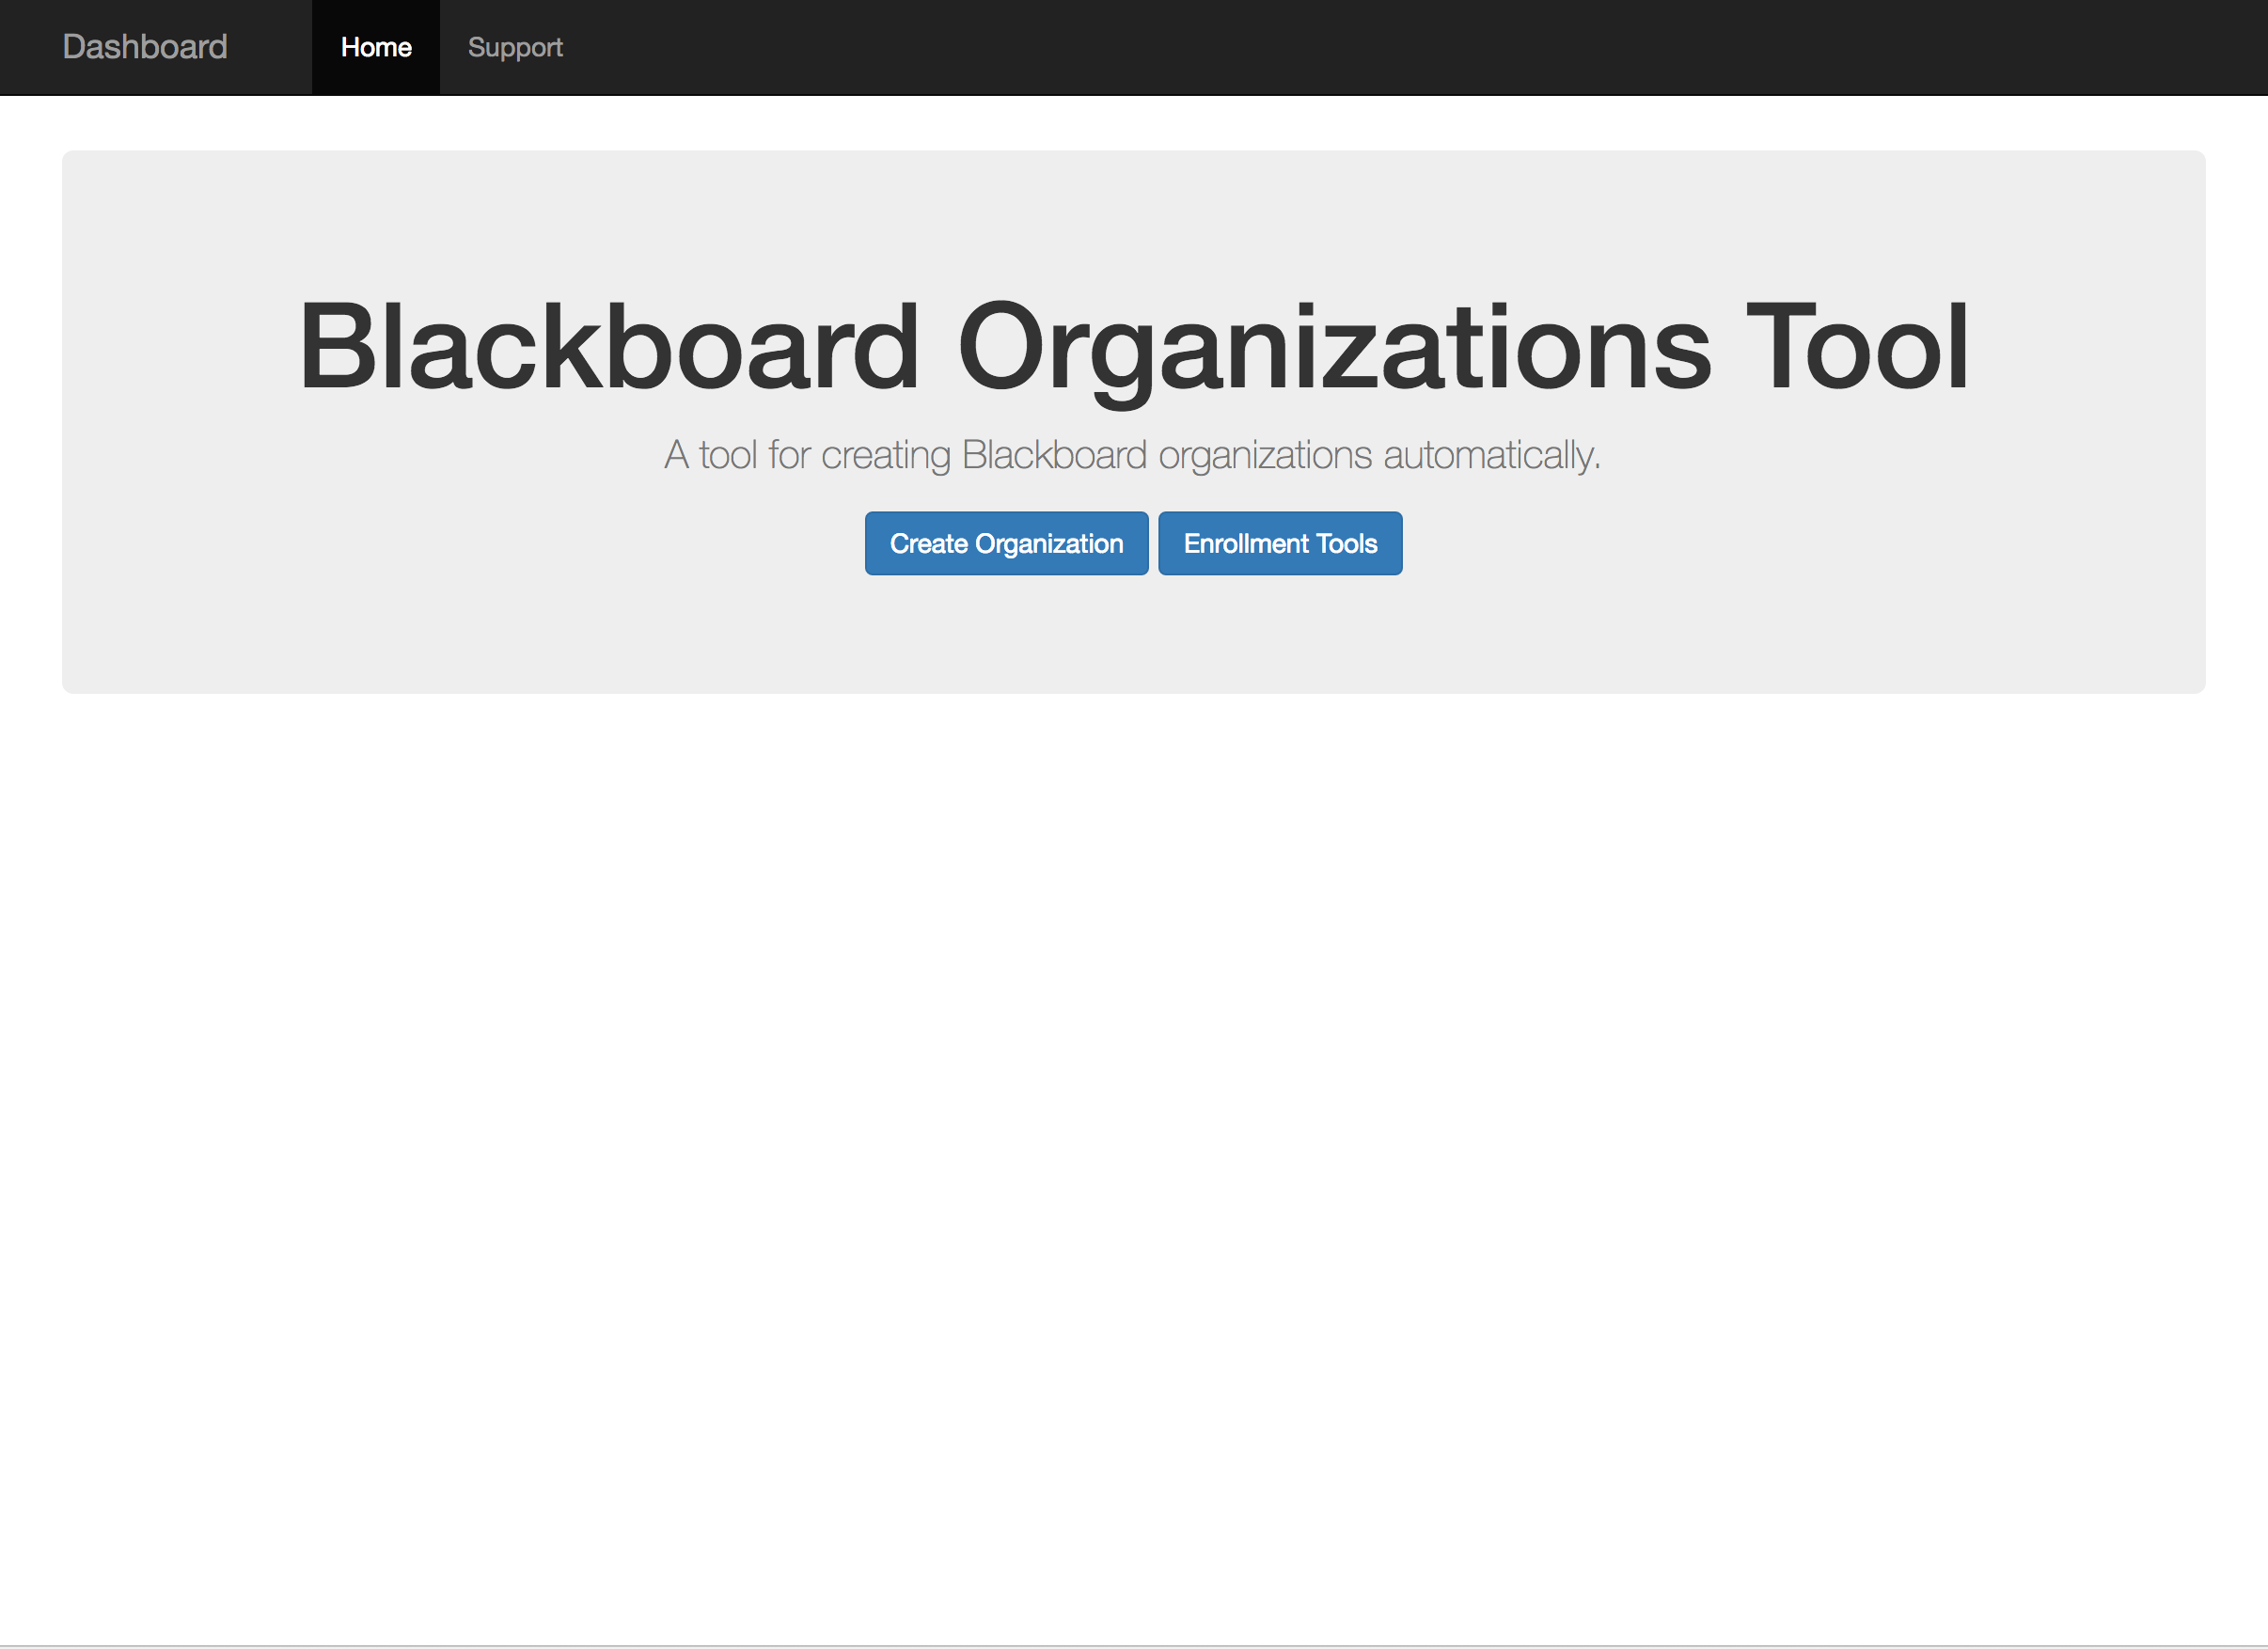 Dashboard Home Support
Blackboard Organizations Tool
A tool for creating Blackboard organizations automatically.
Create Organization Enrollment Tools